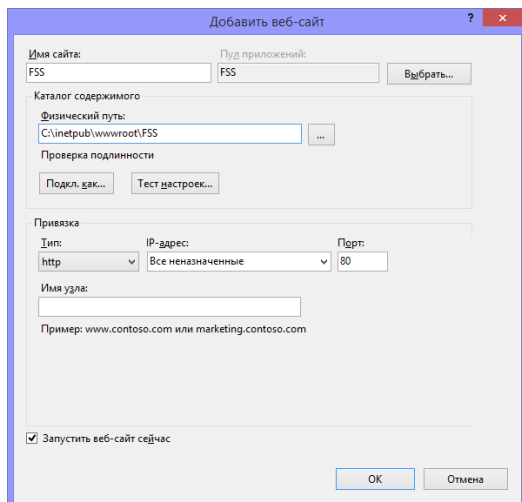 Добавить веб-сайт
?
Имя сайта: Пул приложений:
FSS FSS Выбрать...
Каталог содержимого
Физический путь:
C:\inetpub\wwwroot\FSS ...
Проверка подлинности
Подкл. как... Тест настроек...
Привязка
Тип: IP-адрес: Порт:
http Все неназначенные 80
Имя узла:
Пример: www.contoso.com или marketing.contoso.com
Запустить веб-сайт сейчас
ОК Отмена